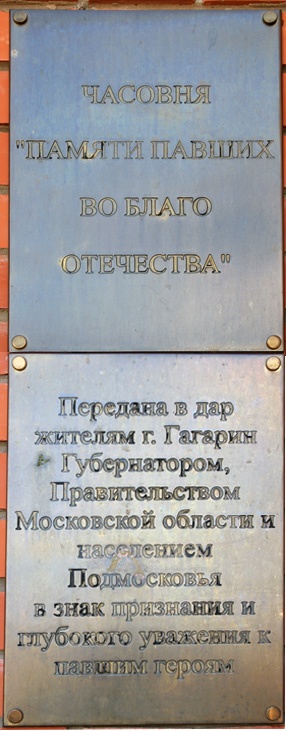 ЧАСОВНЯ
"ПАМЯТИ ПАВШИХ
ВО БЛАГО
ОТЕЧЕСТВА"
Передана в дар
жителям г. Гагарин
Губернатором,
Правительством
Московской области и
населением
Подмосковья
в знак признания и
глубокого уважения к
павшим героям